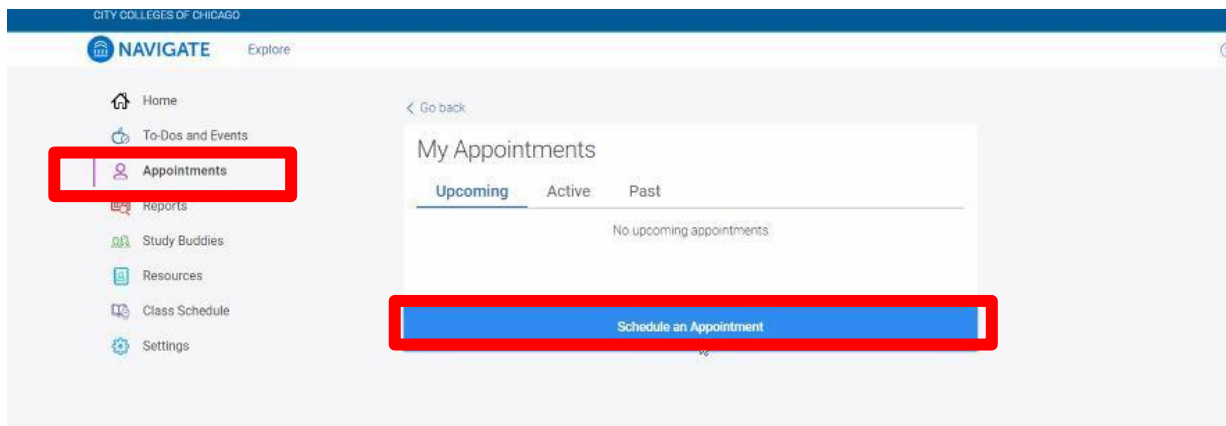 CITY COLLEGES OF CHICAGO
NAVIGATE Explore
Home
To-Dos and Events
Appointments
Reports
Study Buddies
Resources
Class Schedule
Settings
Go back
My Appointments
Upcoming Active Past
No upcoming appointments
Schedule an Appointment